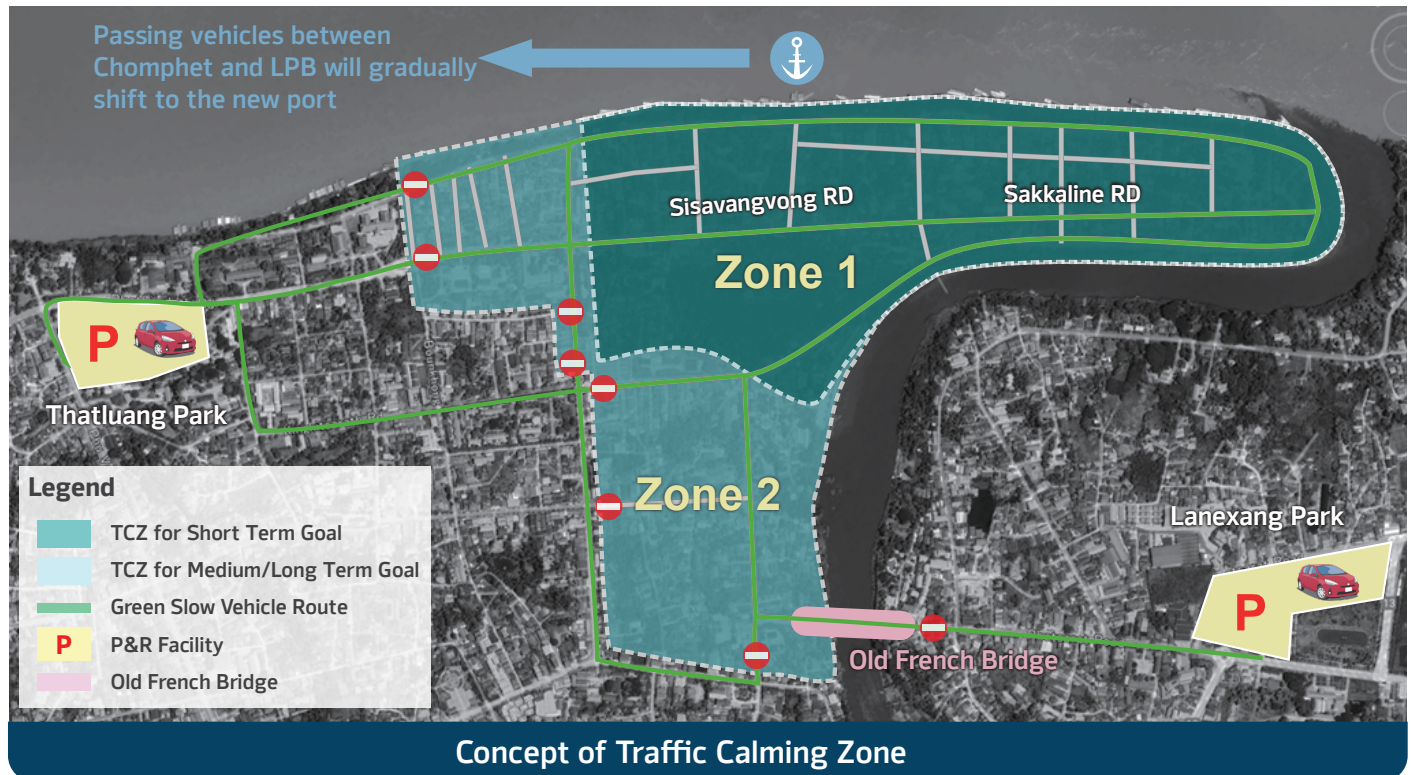 Passing vehicles between
Chomphet and LPB will gradually
shift to the new port
Sisavangvong RD
Sakkaline RD
Zone 1
P
Thatluang Park
Zone 2
Lanexang Park
P
Old French Bridge
Legend
TCZ for Short Term Goal
TCZ for Medium/Long Term Goal
Green Slow Vehicle Route
P P&R Facility
Old French Bridge
Concept of Traffic Calming Zone